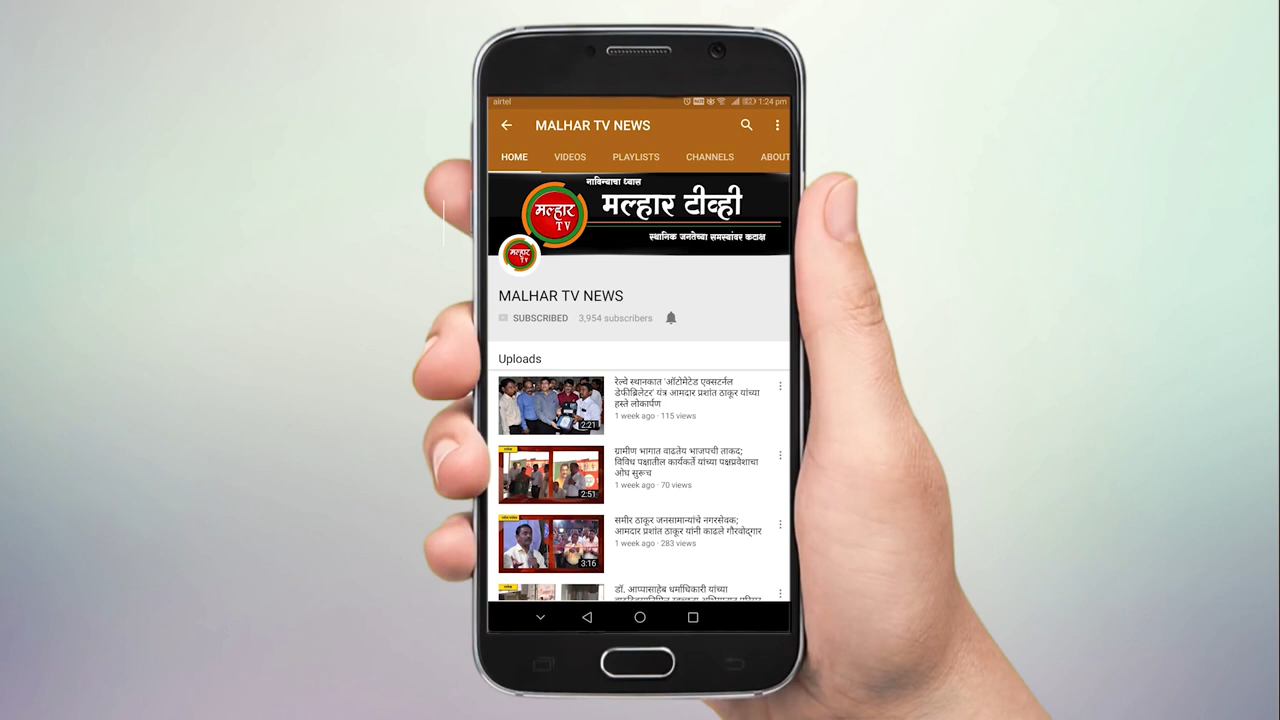 airtel
1:24 pm
MALHAR TV NEWS
HOME VIDEOS PLAYLISTS CHANNELS ABOUT
नाविन्याचा ध्यास
मल्हार टीव्ही
मल्हार
TV
स्थानिक जनतेच्या समस्यांवर कटाक्ष
मल्हार
TV
MALHAR TV NEWS
SUBSCRIBED 3,954 subscribers
Uploads
रेल्वे स्थानकात 'ऑटोमेटेड एक्सटर्नल
डेफीब्रिलेटर' यंत्र आमदार प्रशांत ठाकूर यांच्या
हस्ते लोकार्पण
1 week ago · 115 views
2:21
ग्रामीण भागात वाढतेय भाजपची ताकद;
विविध पक्षातील कार्यकर्ते यांच्या पक्षप्रवेशाचा
ओघ सुरूच
1 week ago · 70 views
2:51
समीर ठाकूर जनसामान्यांचे नगरसेवक;
आमदार प्रशांत ठाकूर यांनी काढले गौरवोद्गार
1 week ago · 283 views
3:16
डॉ. आप्पासाहेब धर्माधिकारी यांच्या